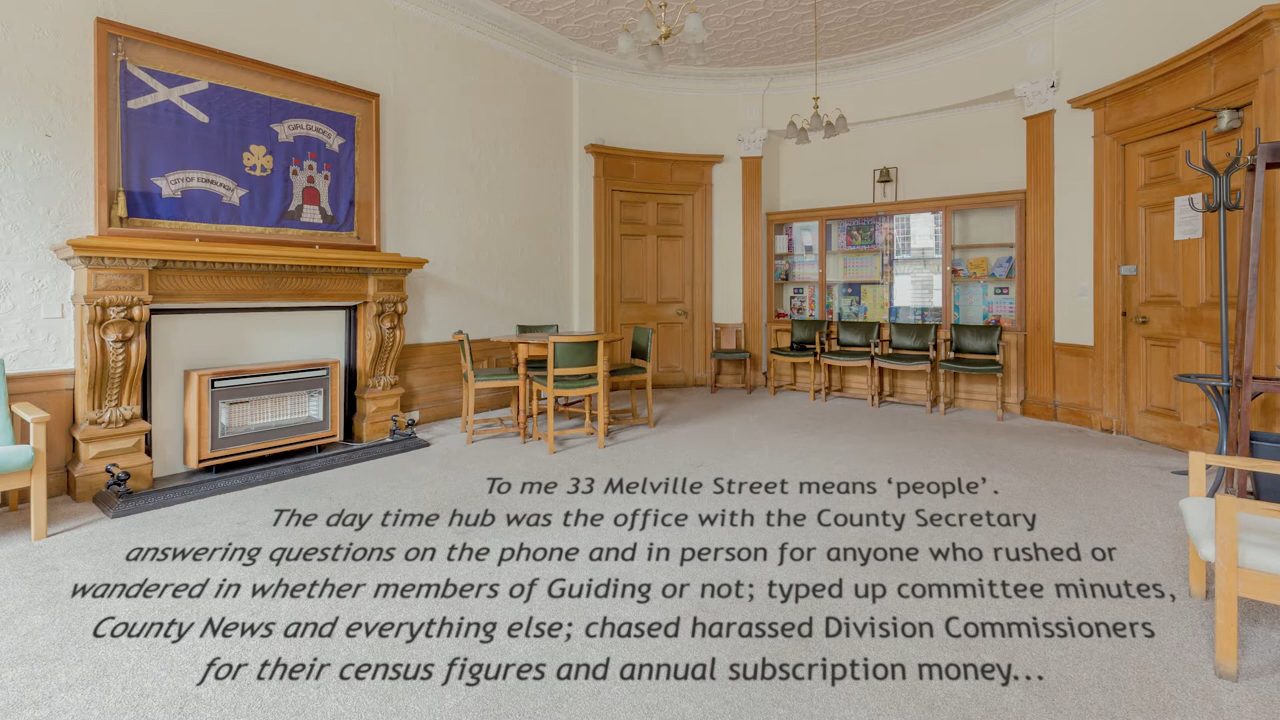 GIRLGUIDES
CITY OF EDINBURGH
To me 33 Melville Street means ‘people’.
The day time hub was the office with the County Secretary
answering questions on the phone and in person for anyone who rushed or
wandered in whether members of Guiding or not; typed up committee minutes,
County News and everything else; chased harassed Division Commissioners
for their census figures and annual subscription money...